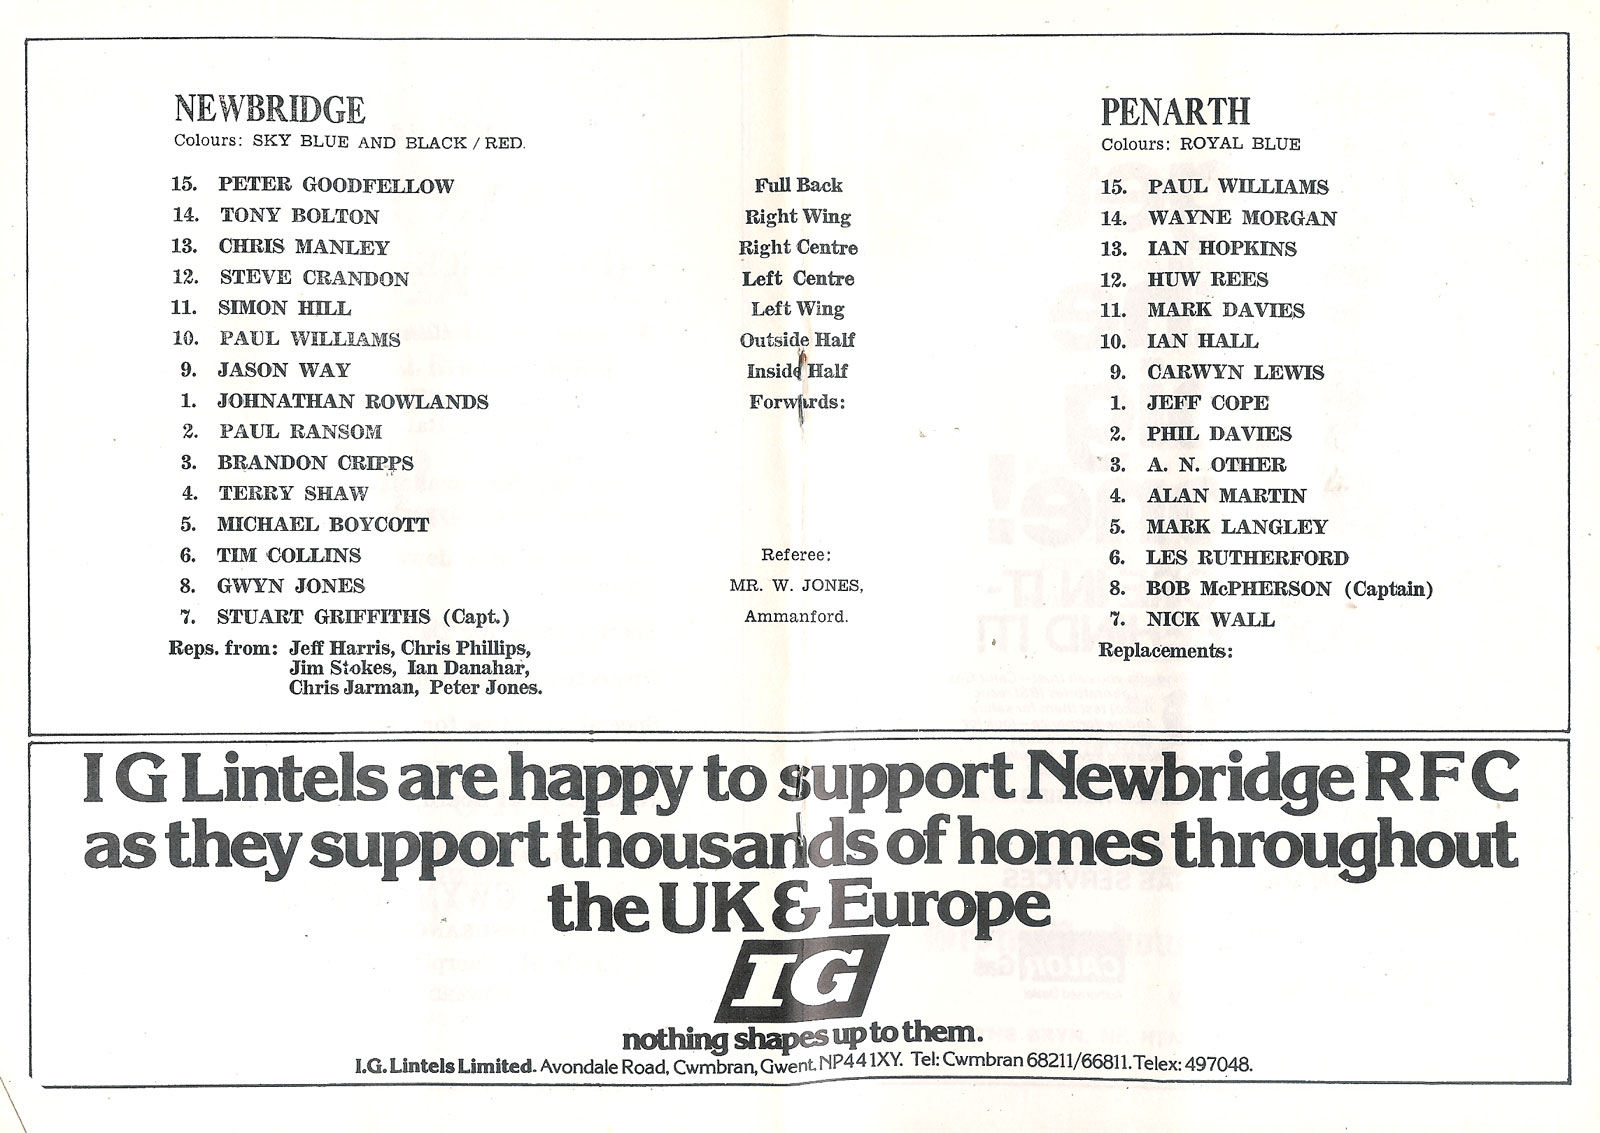 NEWBRIDGE
Colours: SKY BLUE AND BLACK / RED.
15. PETER GOODFELLOW
14. TONY BOLTON
13. CHRIS MANLEY
12. STEVE CRANDON
11. SIMON HILL
10. PAUL WILLIAMS
9. JASON WAY
1. JOHNATHAN ROWLANDS
2. PAUL RANSOM
3. BRANDON CRIPPS
4. TERRY SHAW
5. MICHAEL BOYCOTT
6. TIM COLLINS
8. GWYN JONES
7. STUART GRIFFITHS (Capt.)
Reps. from: Jeff Harris, Chris Phillips,
Jim Stokes, Ian Danahar,
Chris Jarman, Peter Jones.
Full Back
Right Wing
Right Centre
Left Centre
Left Wing
Outside Half
Inside Half
Forwards:
Referee:
MR. W. JONES,
Ammanford.
PENARTH
Colours: ROYAL BLUE
15. PAUL WILLIAMS
14. WAYNE MORGAN
13. IAN HOPKINS
12. HUW REES
11. MARK DAVIES
10. IAN HALL
9. CARWYN LEWIS
1. JEFF COPE
2. PHIL DAVIES
3. A. N. OTHER
4. ALAN MARTIN
5. MARK LANGLEY
6. LES RUTHERFORD
8. BOB McPHERSON (Captain)
7. NICK WALL
Replacements:
I G Lintels are happy to support Newbridge RFC
as they support thousands of homes throughout
the UK & Europe
IG
nothing shapes up to them.
I.G. Lintels Limited. Avondale Road, Cwmbran, Gwent. NP44 1XY. Tel: Cwmbran 68211/66811. Telex: 497048.